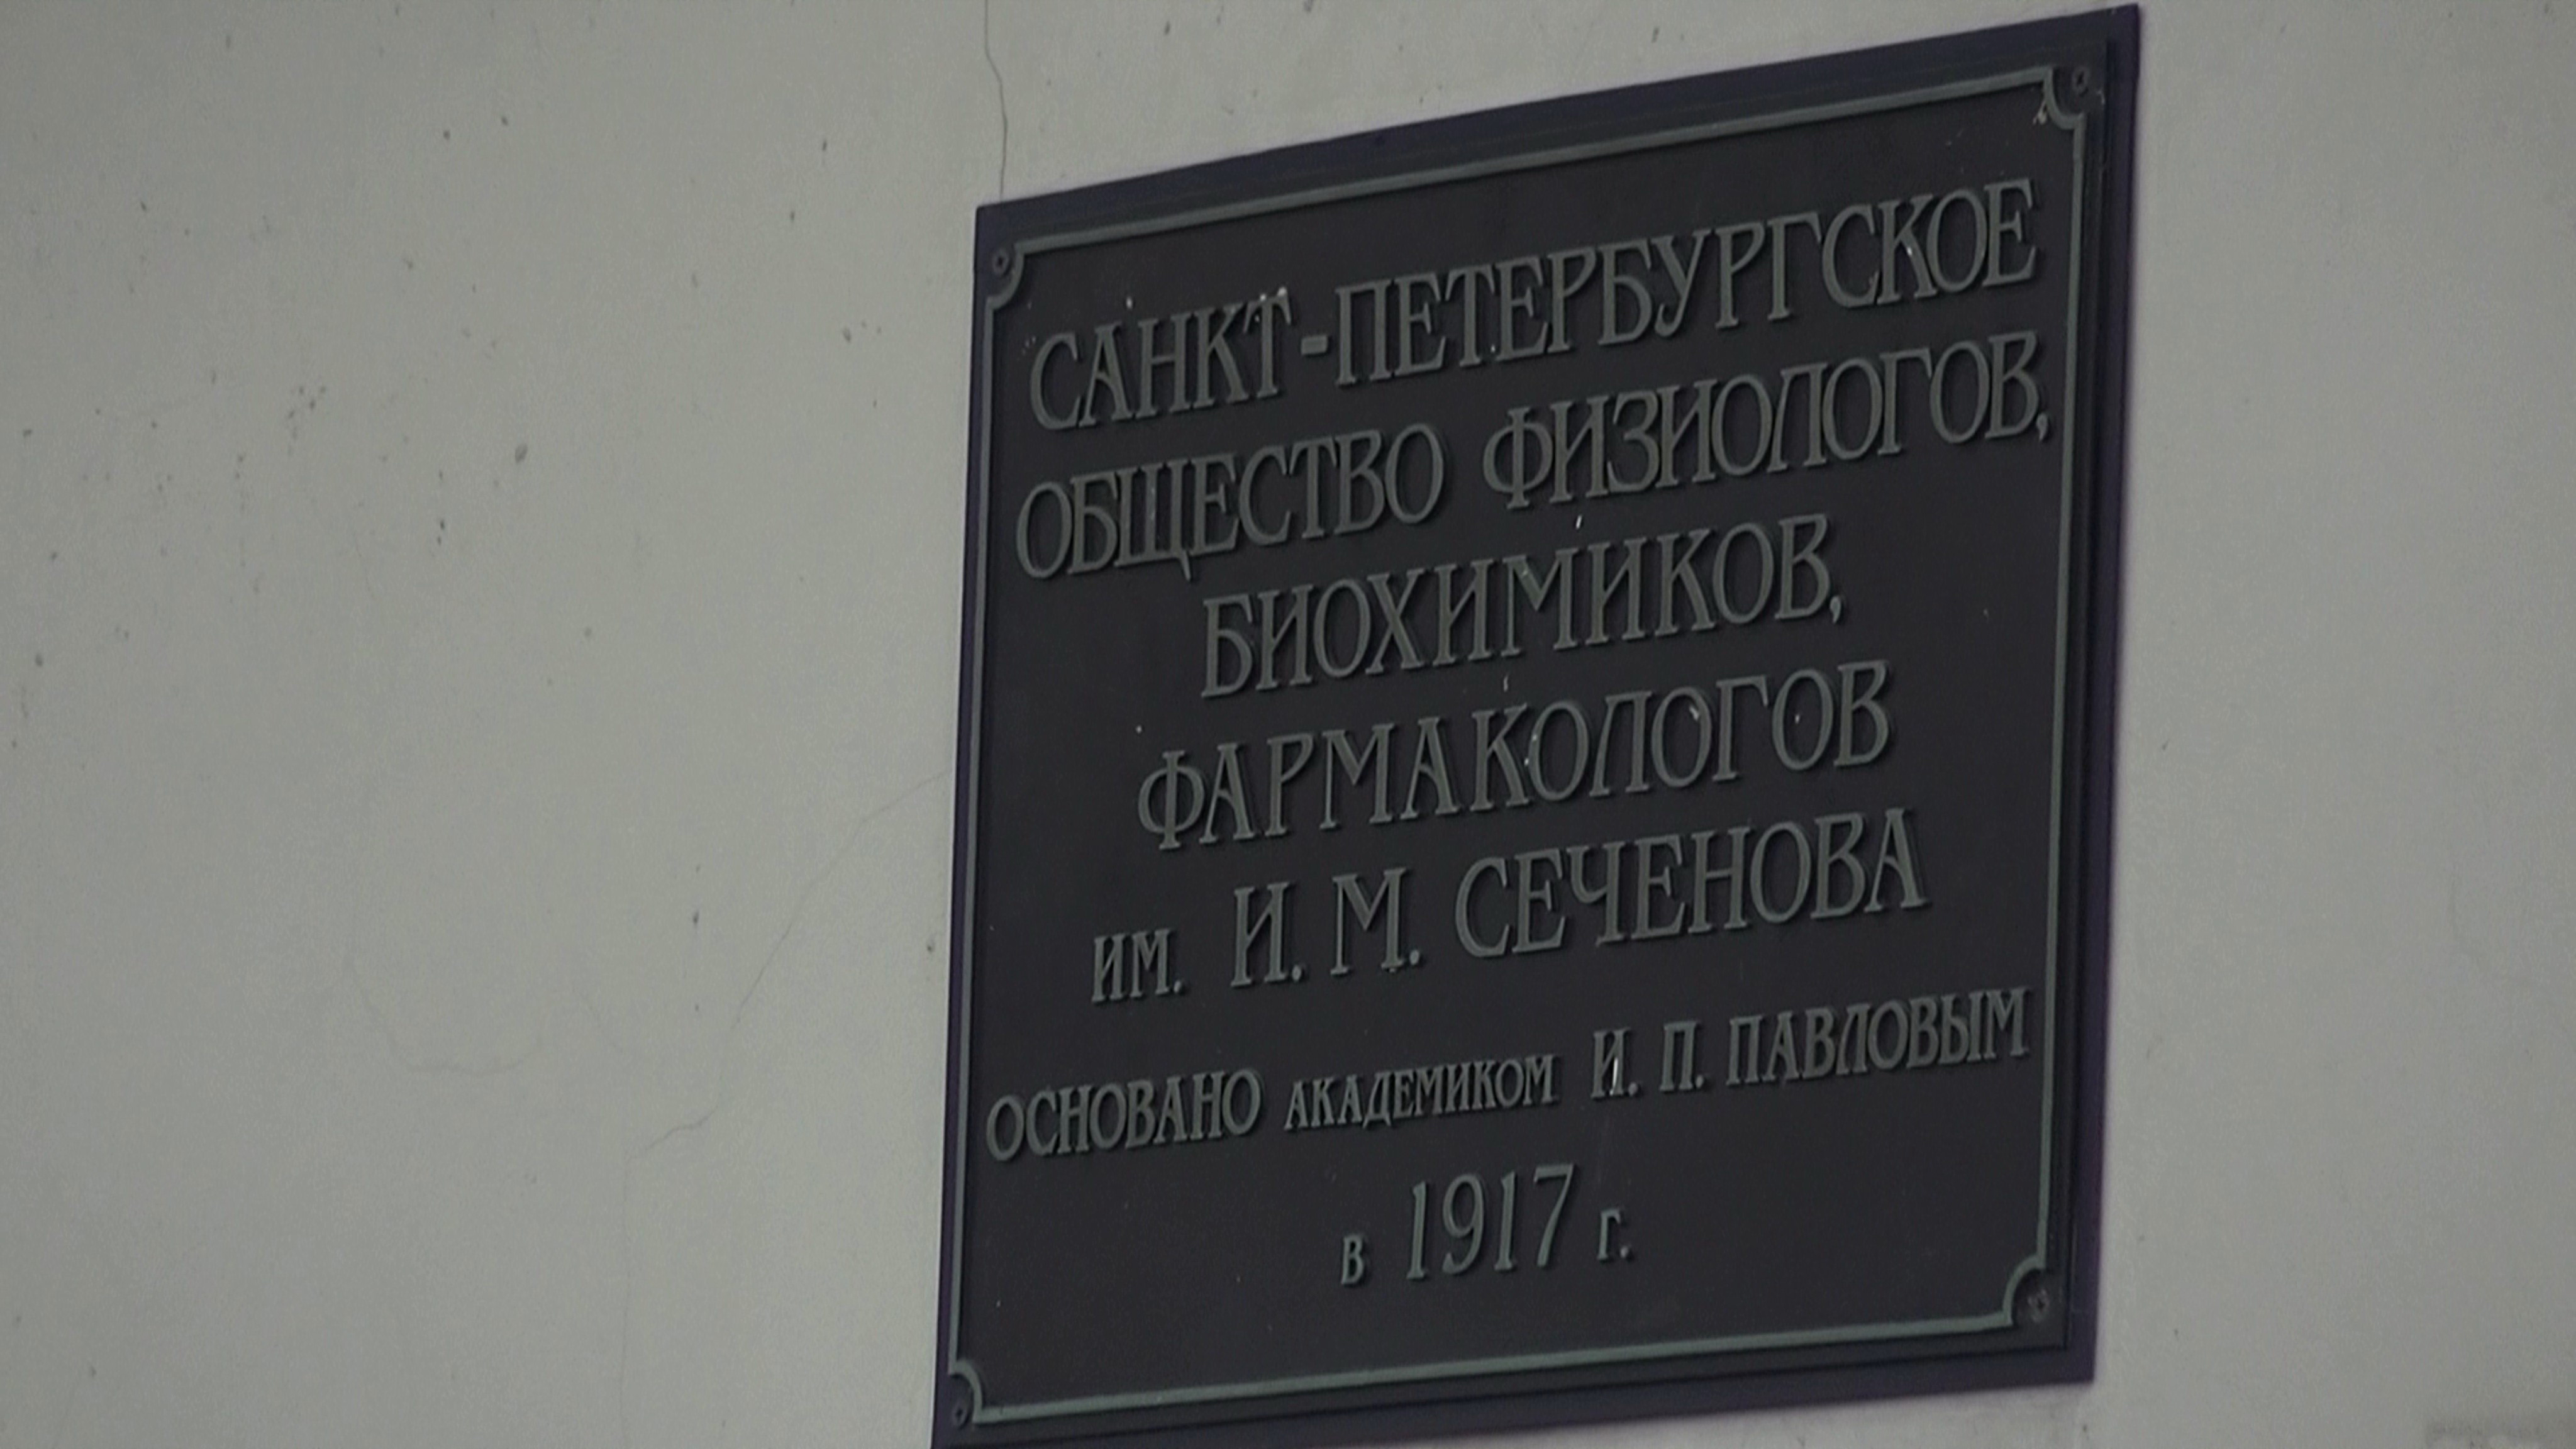 САНКТ-ПЕТЕРБУРГСКОЕ
ОБЩЕСТВО ФИЗИОЛОГОВ,
БИОХИМИКОВ,
ФАРМАКОЛОГОВ
ИМ. И. М. СЕЧЕНОВА
ОСНОВАНО АКАДЕМИКОМ И. П. ПАВЛОВЫМ
В 1917 Г.